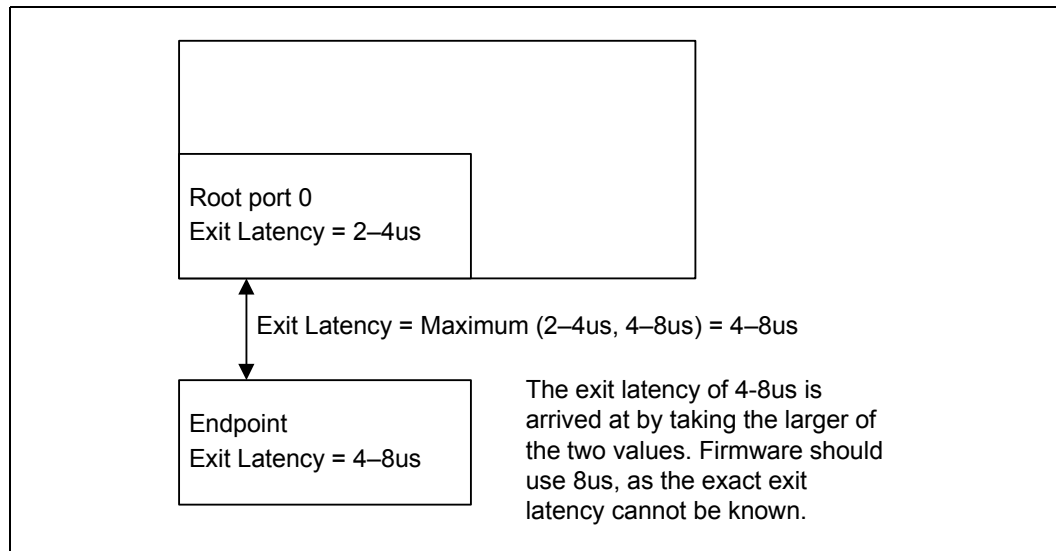 Root port 0
Exit Latency = 2–4us
Exit Latency = Maximum (2–4us, 4–8us) = 4–8us
Endpoint
Exit Latency = 4–8us
The exit latency of 4-8us is
arrived at by taking the larger of
the two values. Firmware should
use 8us, as the exact exit
latency cannot be known.